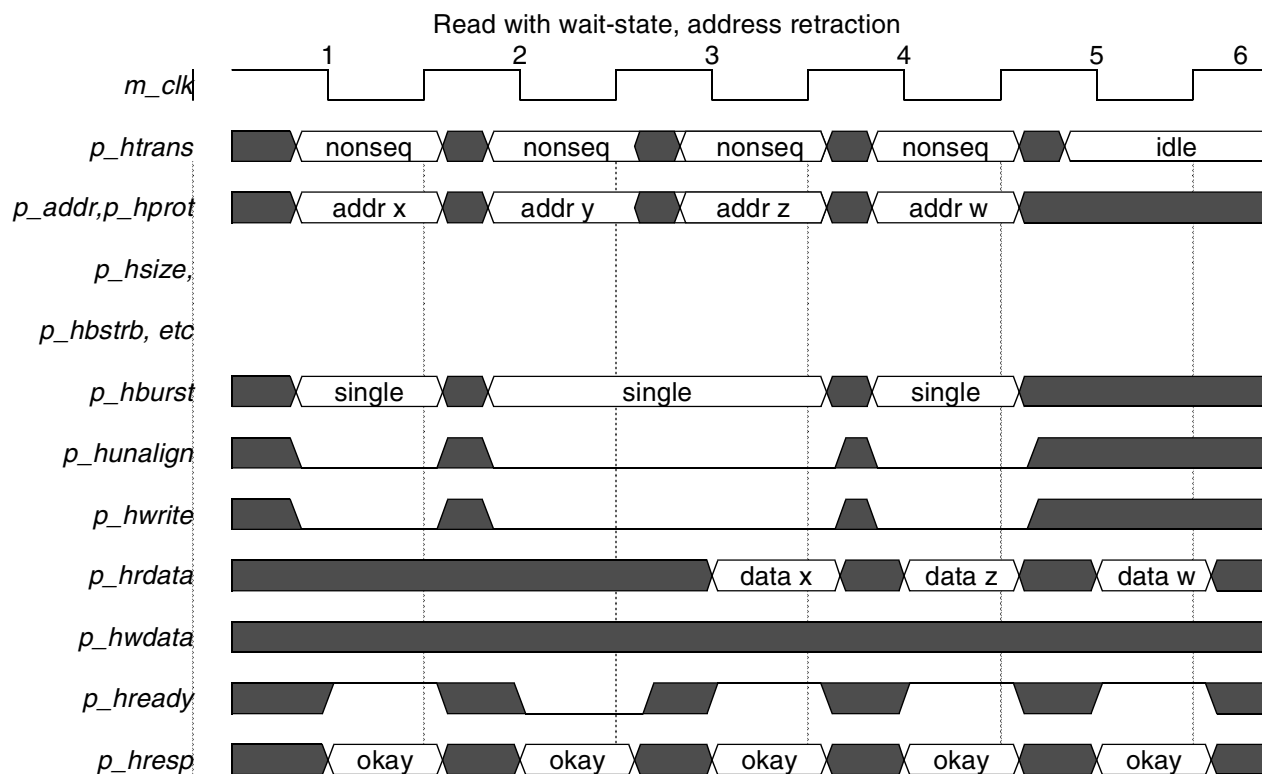 Read with wait-state, address retraction
1 2 3 4 5 6
m_clk
p_htrans nonseq nonseq nonseq nonseq idle
p_addr,p_hprot addr x addr y addr z addr w
p_hsize,
p_hbstrb, etc
p_hburst single single single
p_hunalign
p_hwrite
p_hrdata data x data z data w
p_hwdata
p_hready
p_hresp okay okay okay okay okay